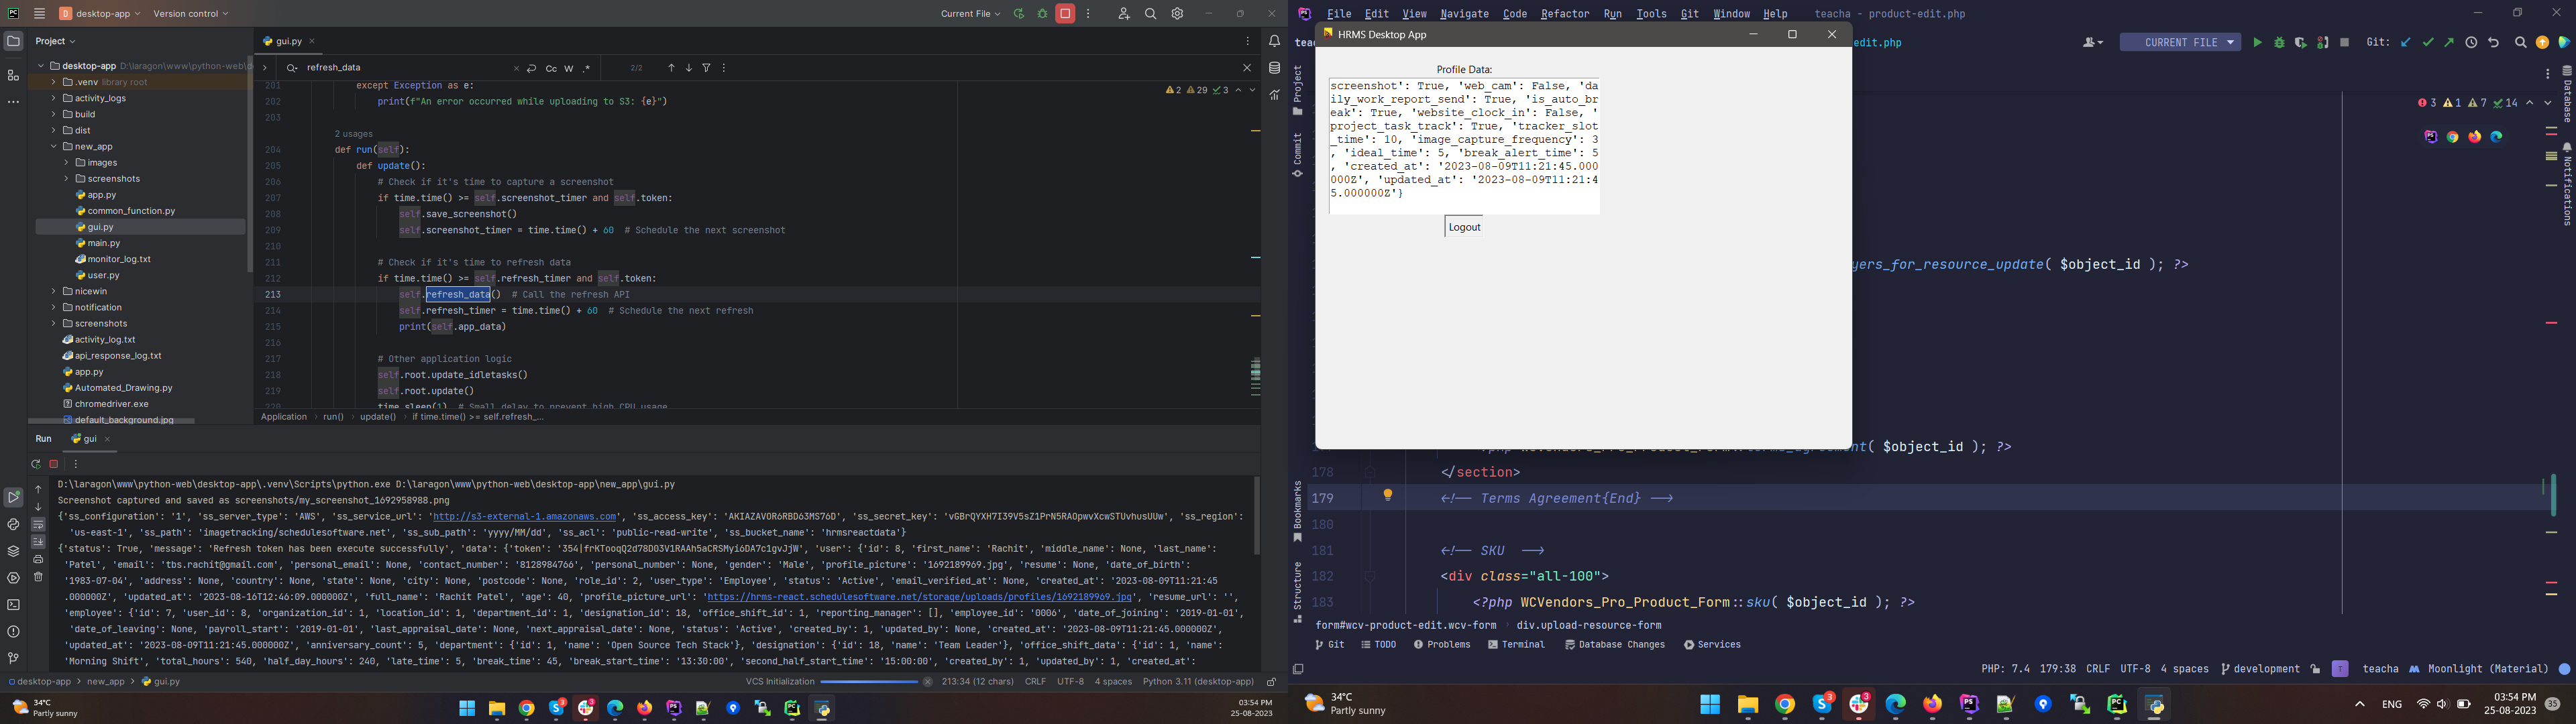 desktop-app
Version control
Current File
Project
gui.py
desktop-app D:\laragon\www\python-web\de
.venv library root
activity_logs
build
dist
new_app
images
screenshots
app.py
common_function.py
gui.py
main.py
monitor_log.txt
user.py
nicewin
notification
screenshots
activity_log.txt
api_response_log.txt
app.py
Automated_Drawing.py
chromedriver.exe
default_background.jpg
refresh_data
Cc W .* 2/2
2 29 3
201 except Exception as e:
202 print(f"An error occurred while uploading to S3: {e}")
203
2 usages
204 def run(self):
205 def update():
206 # Check if it's time to capture a screenshot
207 if time.time() >= self.screenshot_timer and self.token:
208 self.save_screenshot()
209 self.screenshot_timer = time.time() + 60 # Schedule the next screenshot
210
211 # Check if it's time to refresh data
212 if time.time() >= self.refresh_timer and self.token:
213 self.refresh_data() # Call the refresh API
214 self.refresh_timer = time.time() + 60 # Schedule the next refresh
215 print(self.app_data)
216
217 # Other application logic
218 self.root.update_idletasks()
219 self.root.update()
220 time.sleep(1) # Small delay to prevent high CPU usage
Application run() update() if time.time() >= self.refresh_...
Run gui
D:\laragon\www\python-web\desktop-app\.venv\Scripts\python.exe D:\laragon\www\python-web\desktop-app\new_app\gui.py
Screenshot captured and saved as screenshots/my_screenshot_1692958988.png
{'ss_configuration': '1', 'ss_server_type': 'AWS', 'ss_service_url': 'http://s3-external-1.amazonaws.com', 'ss_access_key': 'AKIAZAVOR6RBD63MS76D', 'ss_secret_key': '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', 'ss_region':
'us-east-1', 'ss_path': 'imagetracking/schedulesoftware.net', 'ss_sub_path': 'yyyy/MM/dd', 'ss_acl': 'public-read-write', 'ss_bucket_name': 'hrmsreactdata'}
{'status': True, 'message': 'Refresh token has been execute successfully', 'data': {'token': '354|frKTooqQ2d78D03V1RAAh5aCRSMyi6DA7c1gvJjW', 'user': {'id': 8, 'first_name': 'Rachit', 'middle_name': None, 'last_name':
'Patel', 'email': 'tbs.rachit@gmail.com', 'personal_email': None, 'contact_number': '8128984766', 'personal_number': None, 'gender': 'Male', 'profile_picture': '1692189969.jpg', 'resume': None, 'date_of_birth':
'1983-07-04', 'address': None, 'country': None, 'state': None, 'city': None, 'postcode': None, 'role_id': 2, 'user_type': 'Employee', 'status': 'Active', 'email_verified_at': None, 'created_at': '2023-08-09T11:21:45
.000000Z', 'updated_at': '2023-08-16T12:46:09.000000Z', 'full_name': 'Rachit Patel', 'age': 40, 'profile_picture_url': 'https://hrms-react.schedulesoftware.net/storage/uploads/profiles/1692189969.jpg', 'resume_url': '',
'employee': {'id': 7, 'user_id': 8, 'organization_id': 1, 'location_id': 1, 'department_id': 1, 'designation_id': 18, 'office_shift_id': 1, 'reporting_manager': [], 'employee_id': '0006', 'date_of_joining': '2019-01-01',
'date_of_leaving': None, 'payroll_start': '2019-01-01', 'last_appraisal_date': None, 'next_appraisal_date': None, 'status': 'Active', 'created_by': 1, 'updated_by': None, 'created_at': '2023-08-09T11:21:45.000000Z',
'updated_at': '2023-08-09T11:21:45.000000Z', 'anniversary_count': 5, 'department': {'id': 1, 'name': 'Open Source Tech Stack'}, 'designation': {'id': 18, 'name': 'Team Leader'}, 'office_shift_data': {'id': 1, 'name':
'Morning Shift', 'total_hours': 540, 'half_day_hours': 240, 'late_time': 5, 'break_time': 45, 'break_start_time': '13:30:00', 'second_half_start_time': '15:00:00', 'created_by': 1, 'updated_by': 1, 'created_at':
desktop-app new_app gui.py
VCS Initialization 213:34 (12 chars) CRLF UTF-8 4 spaces Python 3.11 (desktop-app)
34°C
Partly sunny
03:54 PM
25-08-2023
File Edit View Navigate Code Refactor Run Tools Git Window Help teacha - product-edit.php
edit.php
CURRENT FILE
Git:
3 1 7 14
Project
Commit
Bookmarks
Structure
Database
Notifications
HRMS Desktop App
Profile Data:
screenshot': True, 'web_cam': False, 'da
ily_work_report_send': True, 'is_auto_br
eak': True, 'website_clock_in': False, '
project_task_track': True, 'tracker_slot
_time': 10, 'image_capture_frequency': 3
, 'ideal_time': 5, 'break_alert_time': 5
, 'created_at': '2023-08-09T11:21:45.000
000Z', 'updated_at': '2023-08-09T11:21:4
5.000000Z'}
Logout
yers_for_resource_update( $object_id ); ?>
<?php WCVendors_Pro_Product_Form::terms_agreement( $object_id ); ?>
178 </section>
179 <!-- Terms Agreement{End} -->
180
181 <!-- SKU -->
182 <div class="all-100">
183 <?php WCVendors_Pro_Product_Form::sku( $object_id ); ?>
form#wcv-product-edit.wcv-form div.upload-resource-form
Git TODO Problems Terminal Database Changes Services
PHP: 7.4 179:38 CRLF UTF-8 4 spaces development teacha Moonlight (Material)
34°C
Partly sunny
ENG
03:54 PM
25-08-2023
35